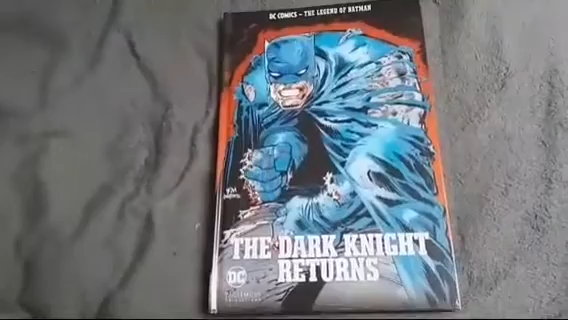 DC COMICS – THE LEGEND OF BATMAN
THE DARK KNIGHT
RETURNS
DC